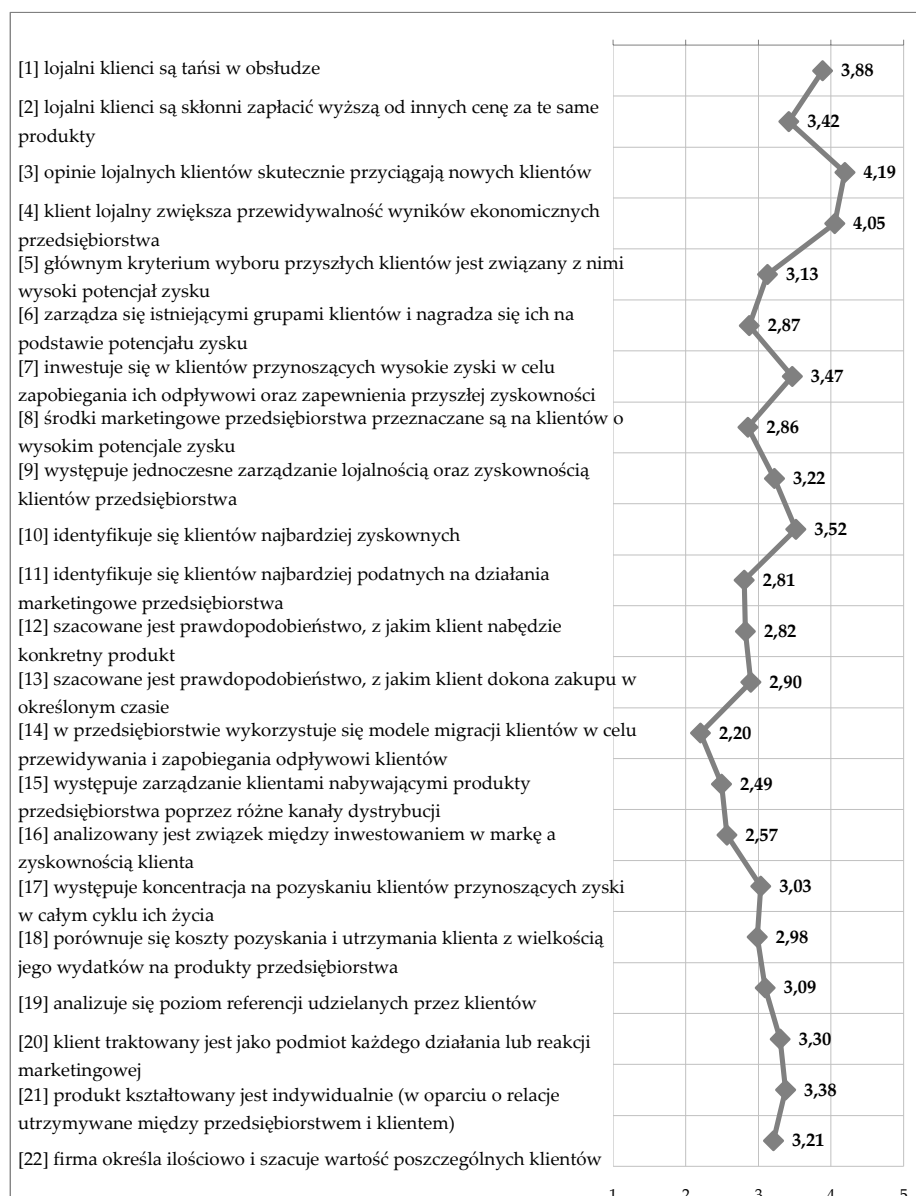 [1] lojalni klienci są tańsi w obsłudze
3,88
[2] lojalni klienci są skłonni zapłacić wyższą od innych cenę za te same
produkty
3,42
[3] opinie lojalnych klientów skutecznie przyciągają nowych klientów
4,19
[4] klient lojalny zwiększa przewidywalność wyników ekonomicznych
przedsiębiorstwa
4,05
[5] głównym kryterium wyboru przyszłych klientów jest związany z nimi
wysoki potencjał zysku
3,13
[6] zarządza się istniejącymi grupami klientów i nagradza się ich na
podstawie potencjału zysku
2,87
[7] inwestuje się w klientów przynoszących wysokie zyski w celu
zapobiegania ich odpływowi oraz zapewnienia przyszłej zyskowności
3,47
[8] środki marketingowe przedsiębiorstwa przeznaczane są na klientów o
wysokim potencjale zysku
2,86
[9] występuje jednoczesne zarządzanie lojalnością oraz zyskownością
klientów przedsiębiorstwa
3,22
[10] identyfikuje się klientów najbardziej zyskownych
3,52
[11] identyfikuje się klientów najbardziej podatnych na działania
marketingowe przedsiębiorstwa
2,81
[12] szacowane jest prawdopodobieństwo, z jakim klient nabędzie
konkretny produkt
2,82
[13] szacowane jest prawdopodobieństwo, z jakim klient dokona zakupu w
określonym czasie
2,90
[14] w przedsiębiorstwie wykorzystuje się modele migracji klientów w celu
przewidywania i zapobiegania odpływowi klientów
2,20
[15] występuje zarządzanie klientami nabywającymi produkty
przedsiębiorstwa poprzez różne kanały dystrybucji
2,49
[16] analizowany jest związek między inwestowaniem w markę a
zyskownością klienta
2,57
[17] występuje koncentracja na pozyskaniu klientów przynoszących zyski
w całym cyklu ich życia
3,03
[18] porównuje się koszty pozyskania i utrzymania klienta z wielkością
jego wydatków na produkty przedsiębiorstwa
2,98
[19] analizuje się poziom referencji udzielanych przez klientów
3,09
[20] klient traktowany jest jako podmiot każdego działania lub reakcji
marketingowej
3,30
[21] produkt kształtowany jest indywidualnie (w oparciu o relacje
utrzymywane między przedsiębiorstwem i klientem)
3,38
[22] firma określa ilościowo i szacuje wartość poszczególnych klientów
3,21
1 2 3 4 5